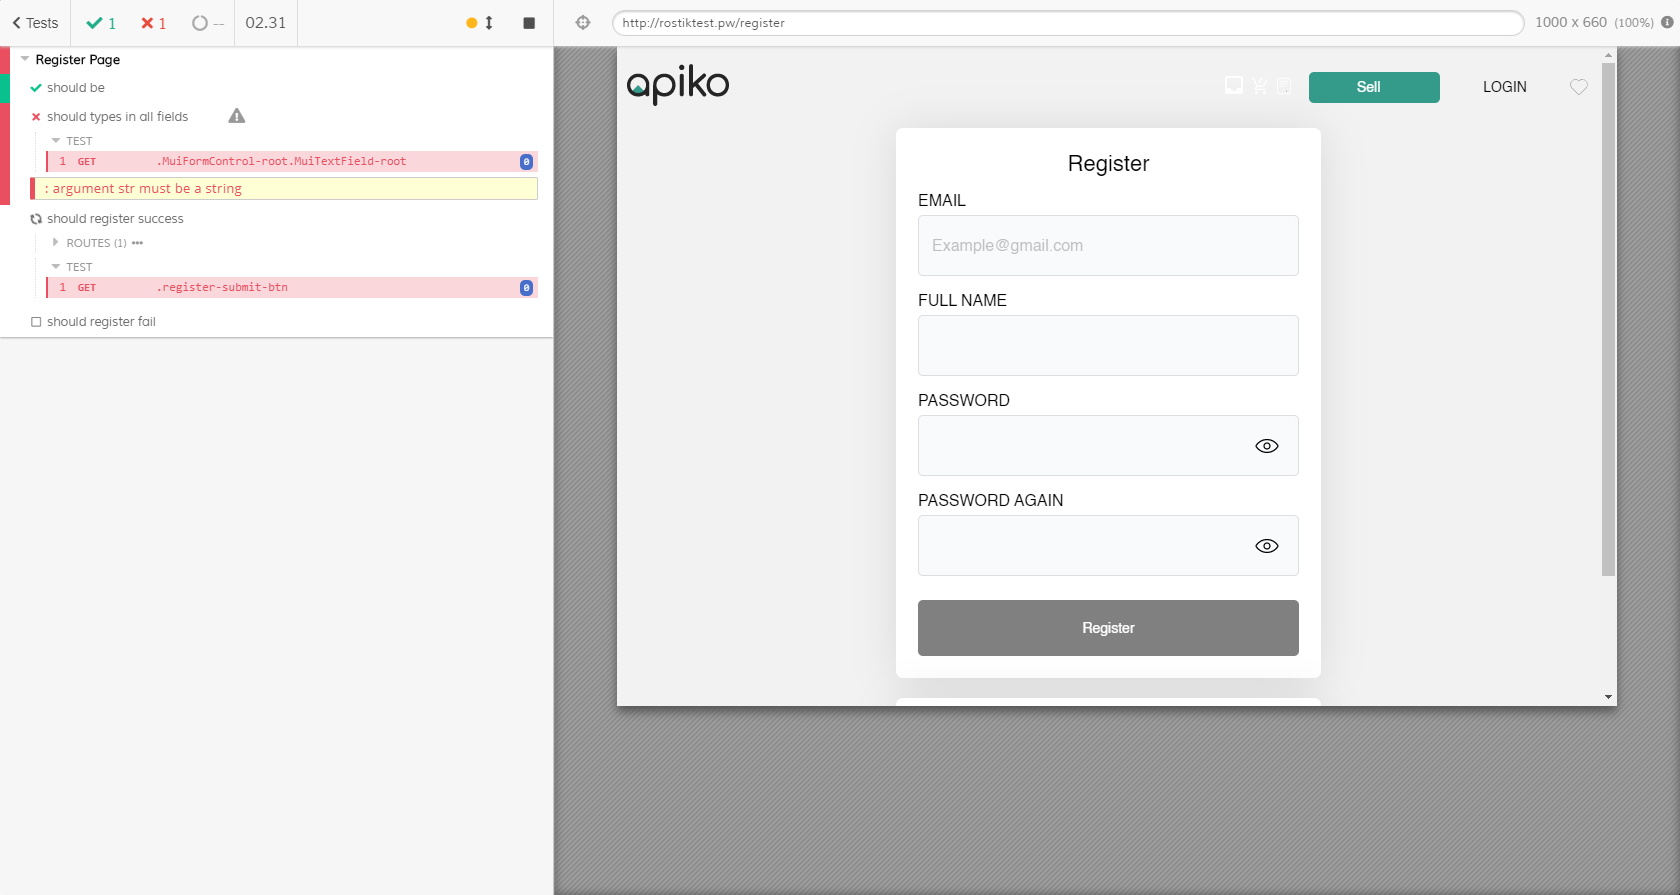 Tests
1
1
--
02.31
http://rostiktest.pw/register
1000 x 660 (100%)
Register Page
should be
should types in all fields
TEST
1 GET .MuiFormControl-root.MuiTextField-root 0
: argument str must be a string
should register success
ROUTES (1)
TEST
1 GET .register-submit-btn 0
should register fail
apiko
Sell
LOGIN
Register
EMAIL
Example@gmail.com
FULL NAME
PASSWORD
PASSWORD AGAIN
Register